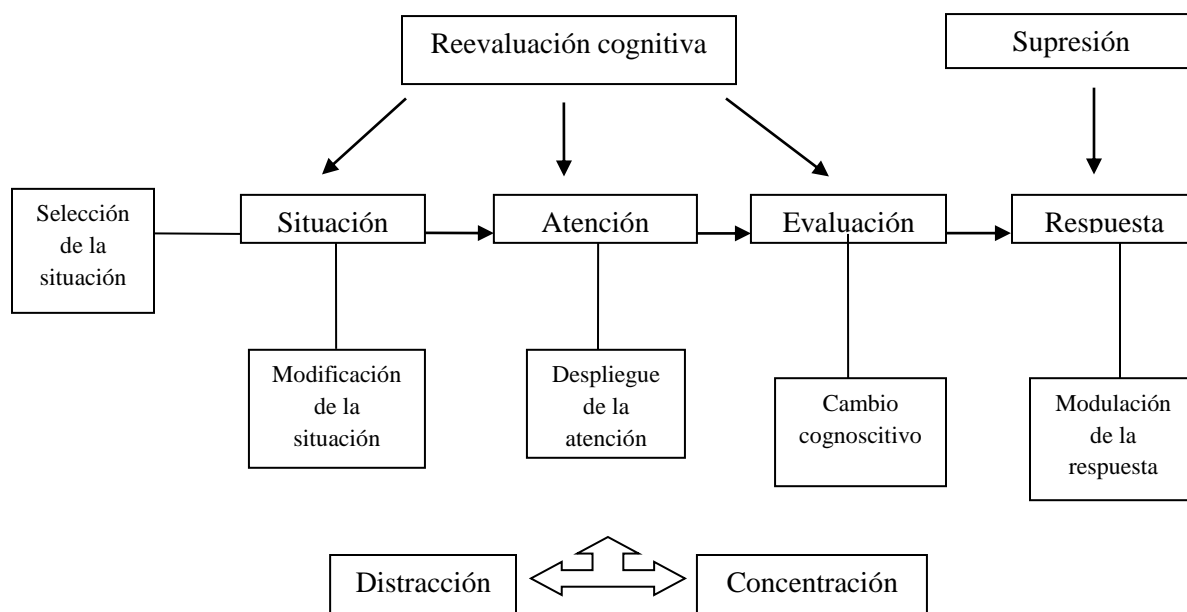 Reevaluación cognitiva
Supresión
Selección
de la
situación
Situación
Atención
Evaluación
Respuesta
Modificación
de la
situación
Despliegue
de la
atención
Cambio
cognoscitivo
Modulación
de la
respuesta
Distracción
Concentración